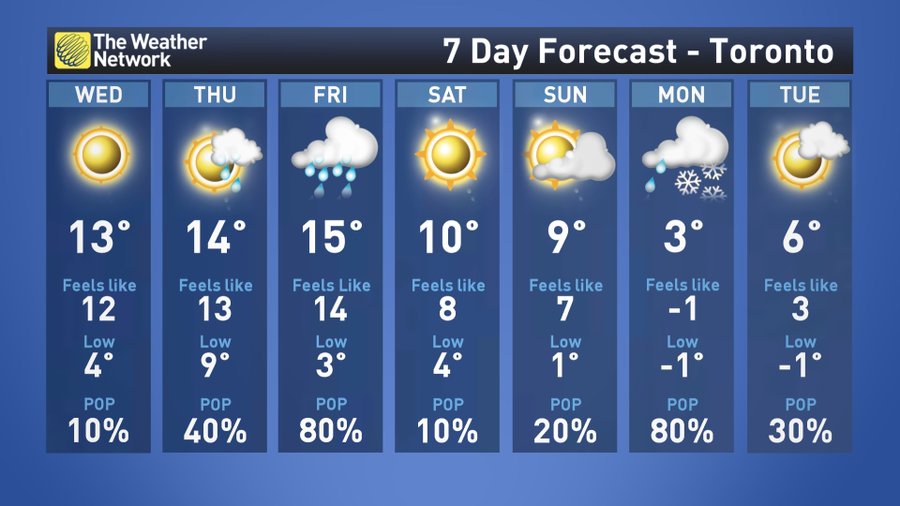 The Weather
Network
7 Day Forecast - Toronto
WED
13°
Feels like
12
Low
4°
POP
10%
THU
14°
Feels like
13
Low
9°
POP
40%
FRI
15°
Feels Like
14
Low
3°
POP
80%
SAT
10°
Feels like
8
Low
4°
POP
10%
SUN
9°
Feels like
7
Low
1°
POP
20%
MON
3°
Feels like
-1
Low
-1°
POP
80%
TUE
6°
Feels like
3
Low
-1°
POP
30%